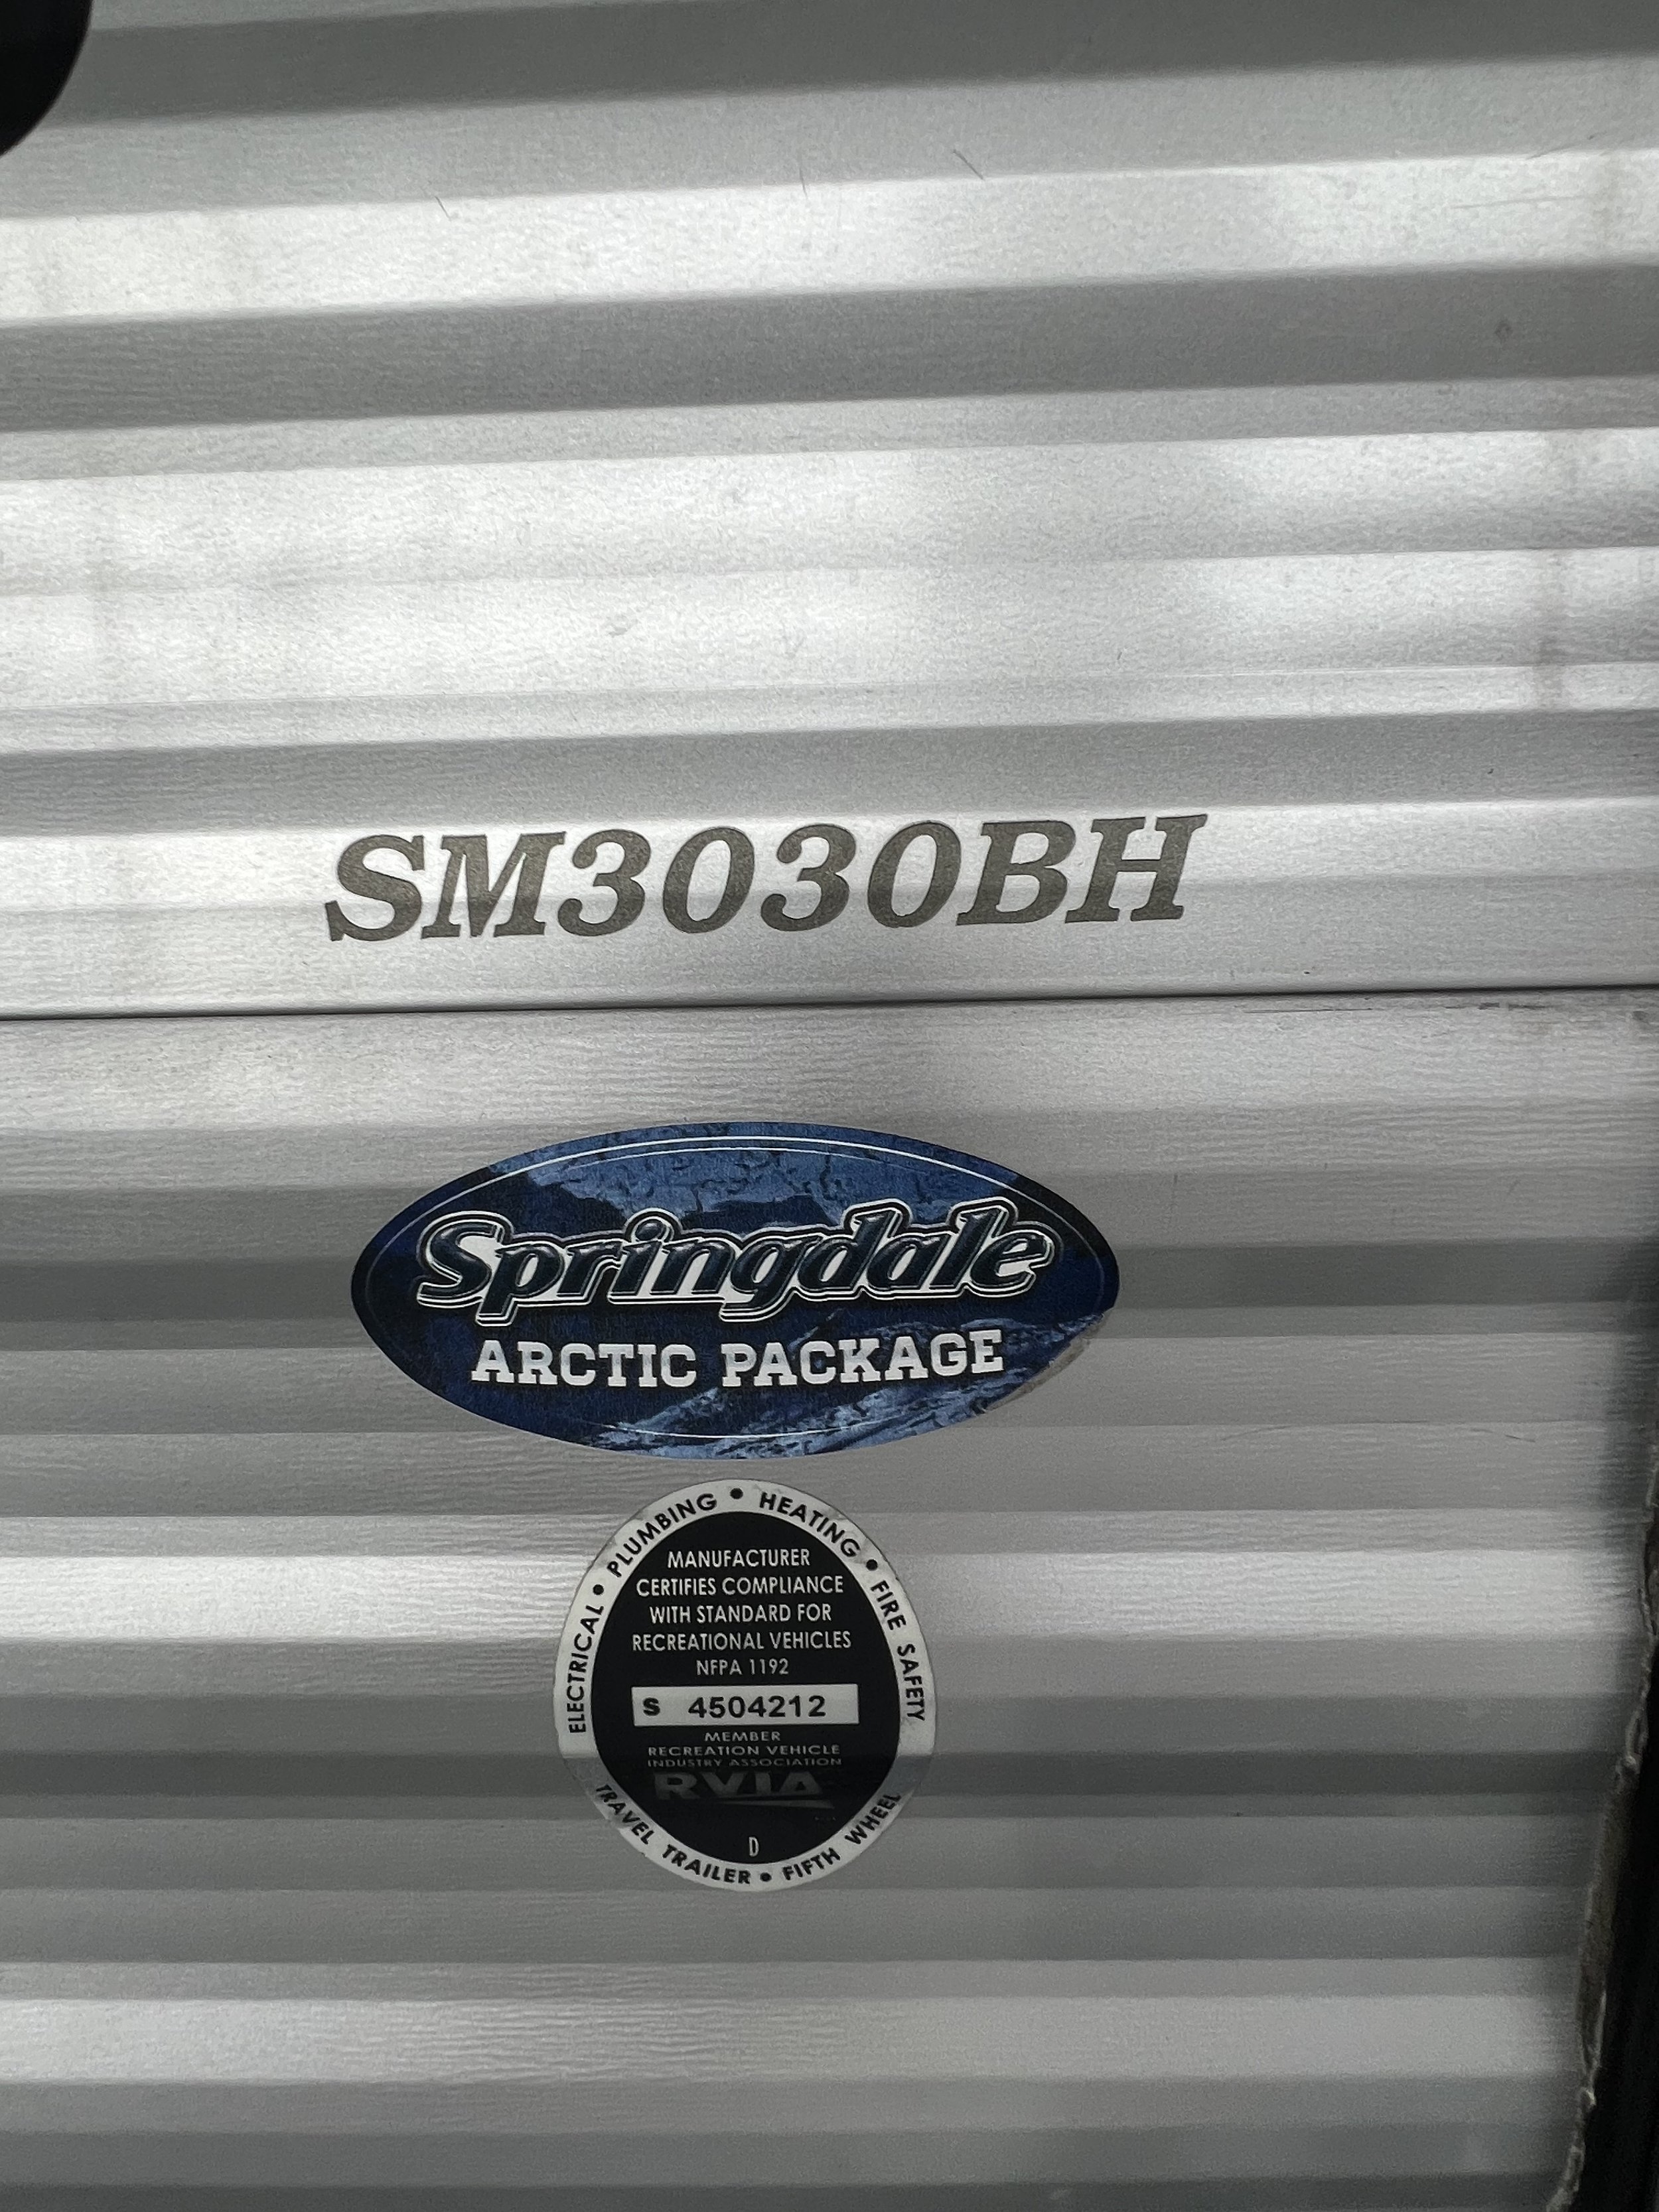 SM3030BH
Springdale
ARCTIC PACKAGE
ELECTRICAL • PLUMBING • HEATING • FIRE SAFETY
MANUFACTURER
CERTIFIES COMPLIANCE
WITH STANDARD FOR
RECREATIONAL VEHICLES
NFPA 1192
S 4504212
MEMBER
RECREATION VEHICLE
INDUSTRY ASSOCIATION
RVIA
D
TRAVEL TRAILER • FIFTH WHEEL